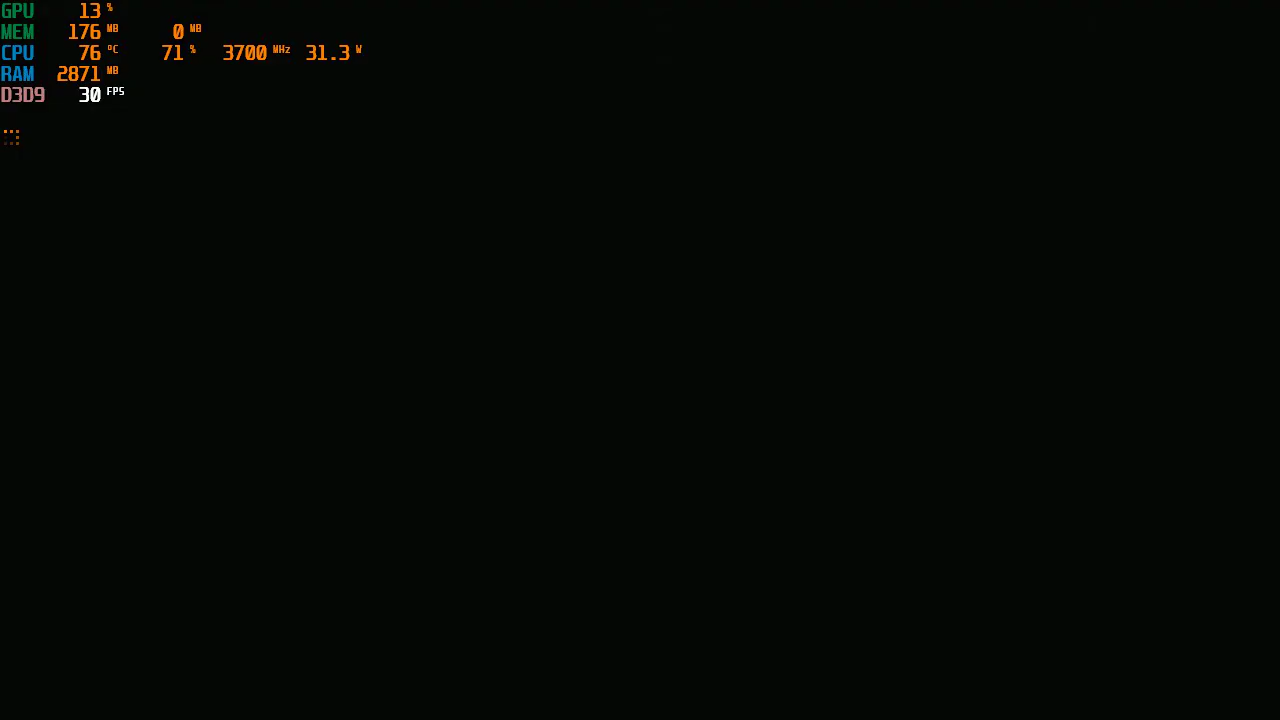 GPU 13 %
MEM 176 MB 0 MB
CPU 76 °C 71 % 3700 MHz 31.3 W
RAM 2871 MB
D3D9 30 FPS